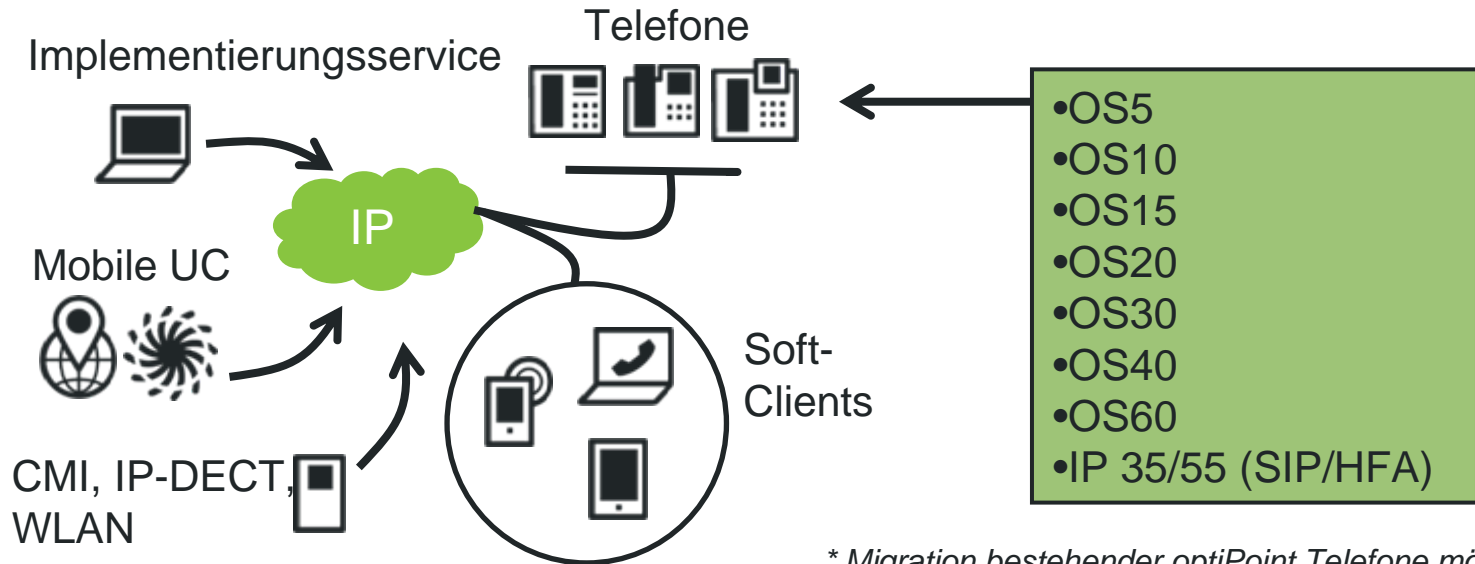 Implementierungsservice
Telefone
IP
Mobile UC
CMI, IP-DECT,
WLAN
Soft-
Clients
•OS5
•OS10
•OS15
•OS20
•OS30
•OS40
•OS60
•IP 35/55 (SIP/HFA)
* Migration bestehender optiPoint Telefone